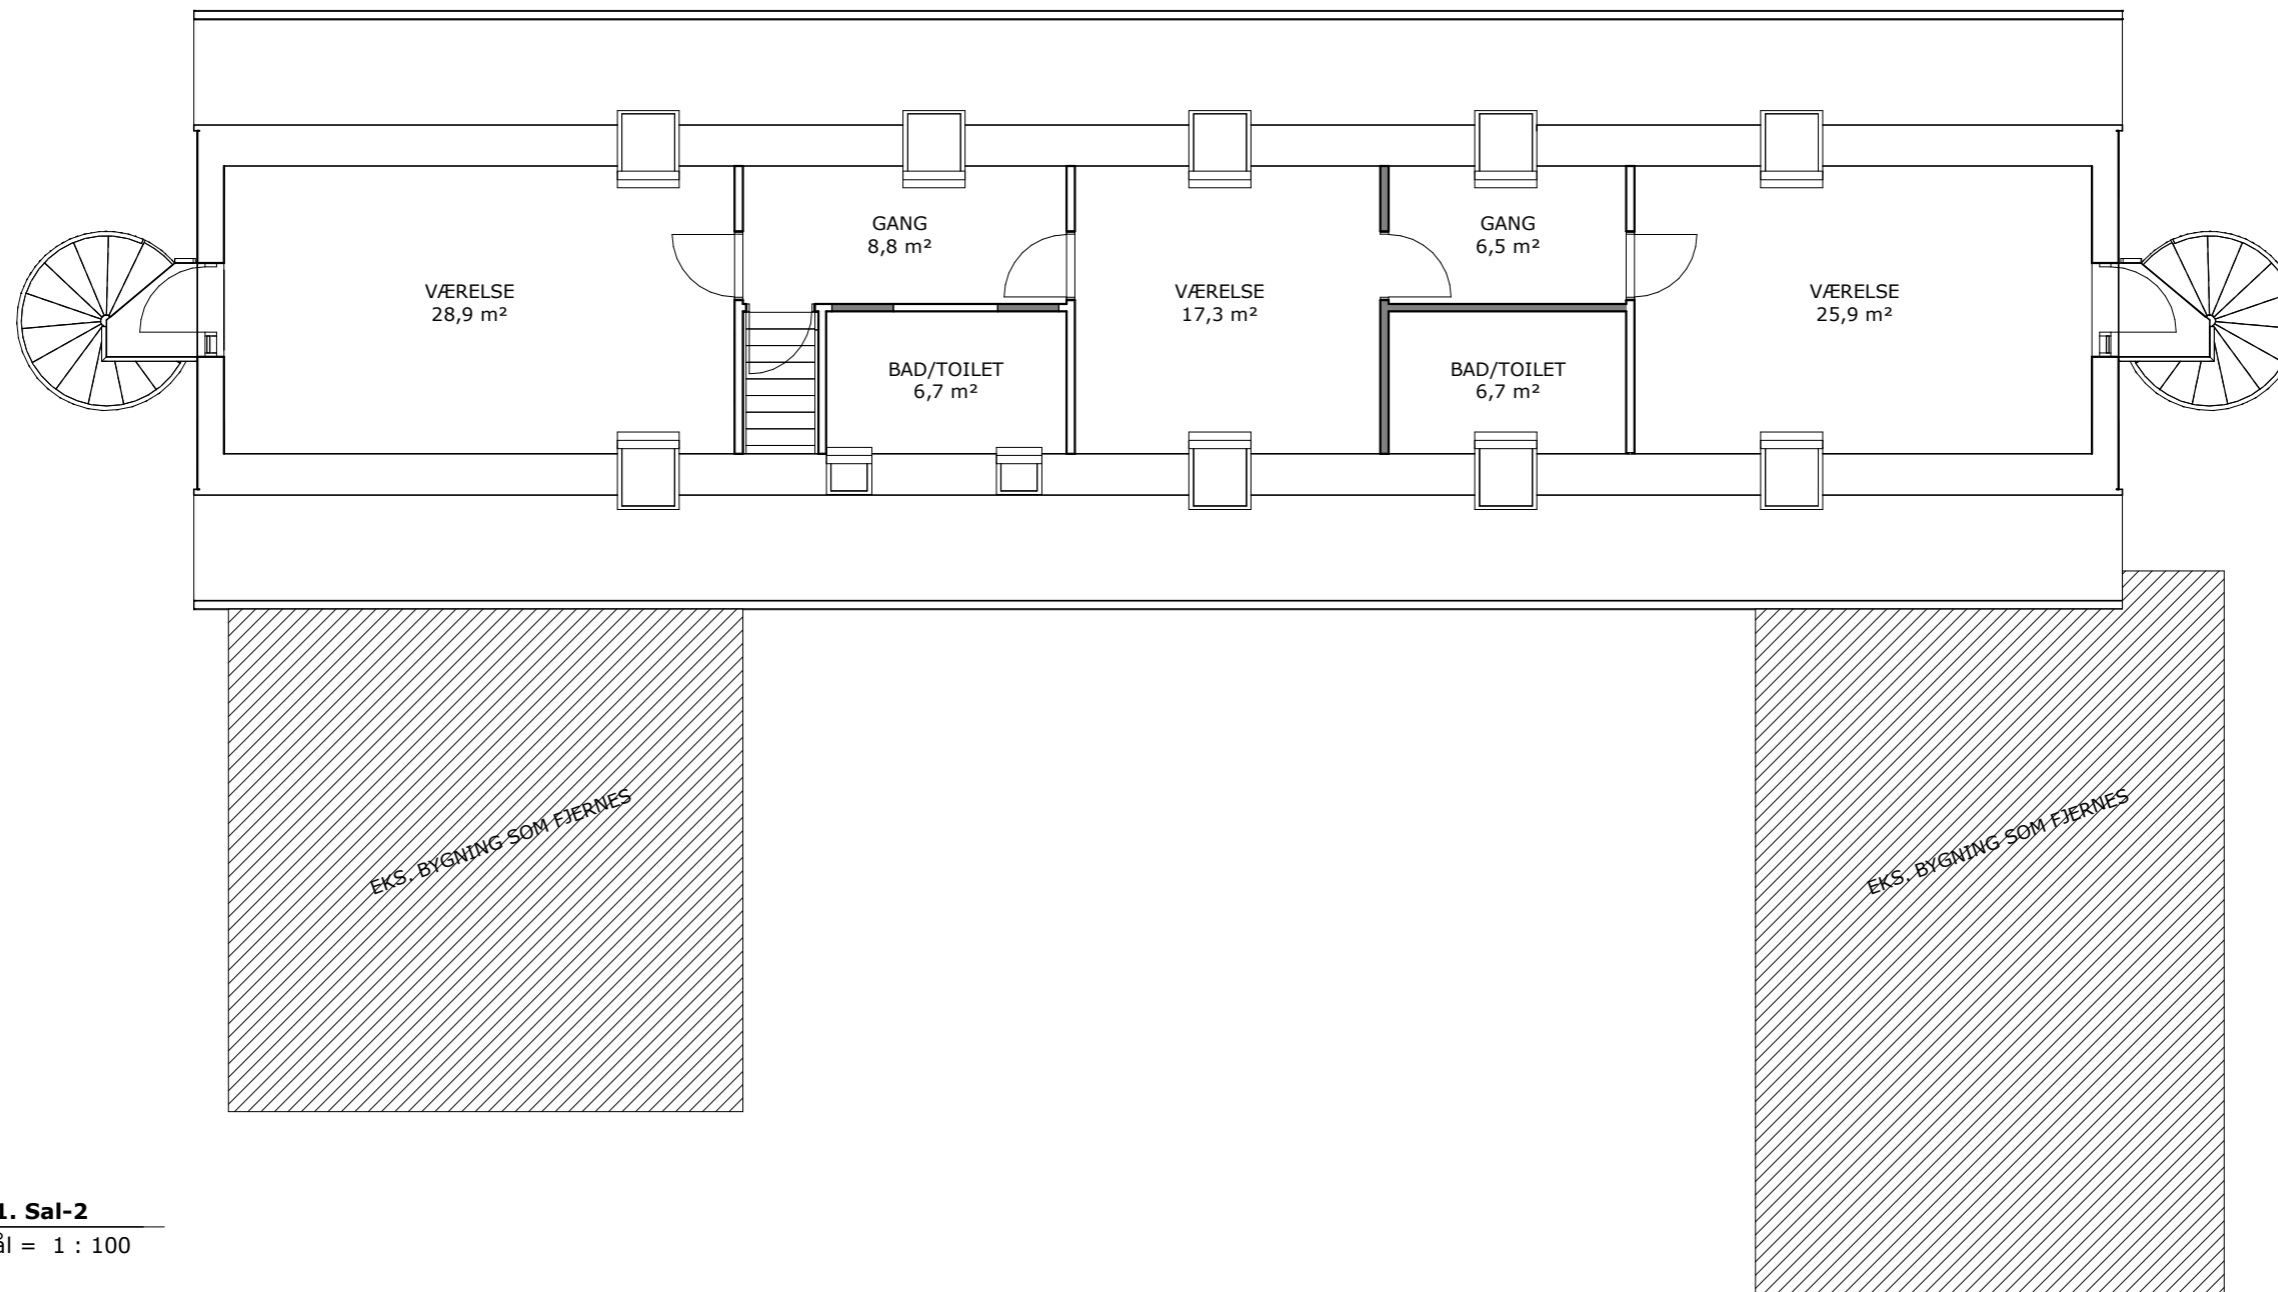 GANG
8,8 m²
GANG
6,5 m²
VÆRELSE
28,9 m²
VÆRELSE
17,3 m²
VÆRELSE
25,9 m²
BAD/TOILET
6,7 m²
BAD/TOILET
6,7 m²
EKS. BYGNING SOM FJERNES
EKS. BYGNING SOM FJERNES
1. Sal-2
ål = 1 : 100